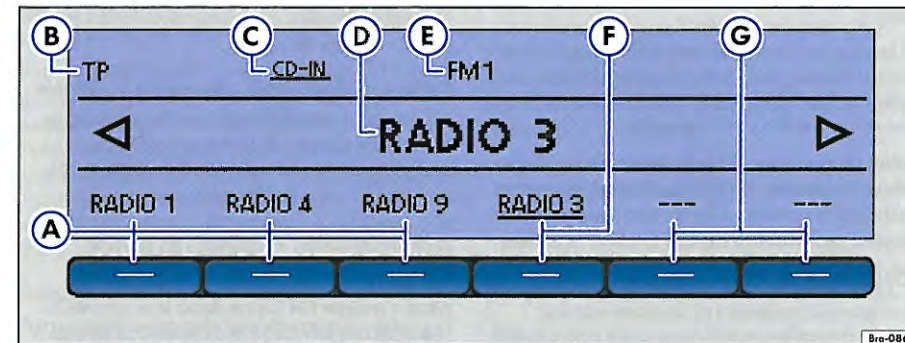 B C D E F G
TP CD-IN FM1
RADIO 3
RADIO 1 RADIO 4 RADIO 9 RADIO 3 --- ---
A